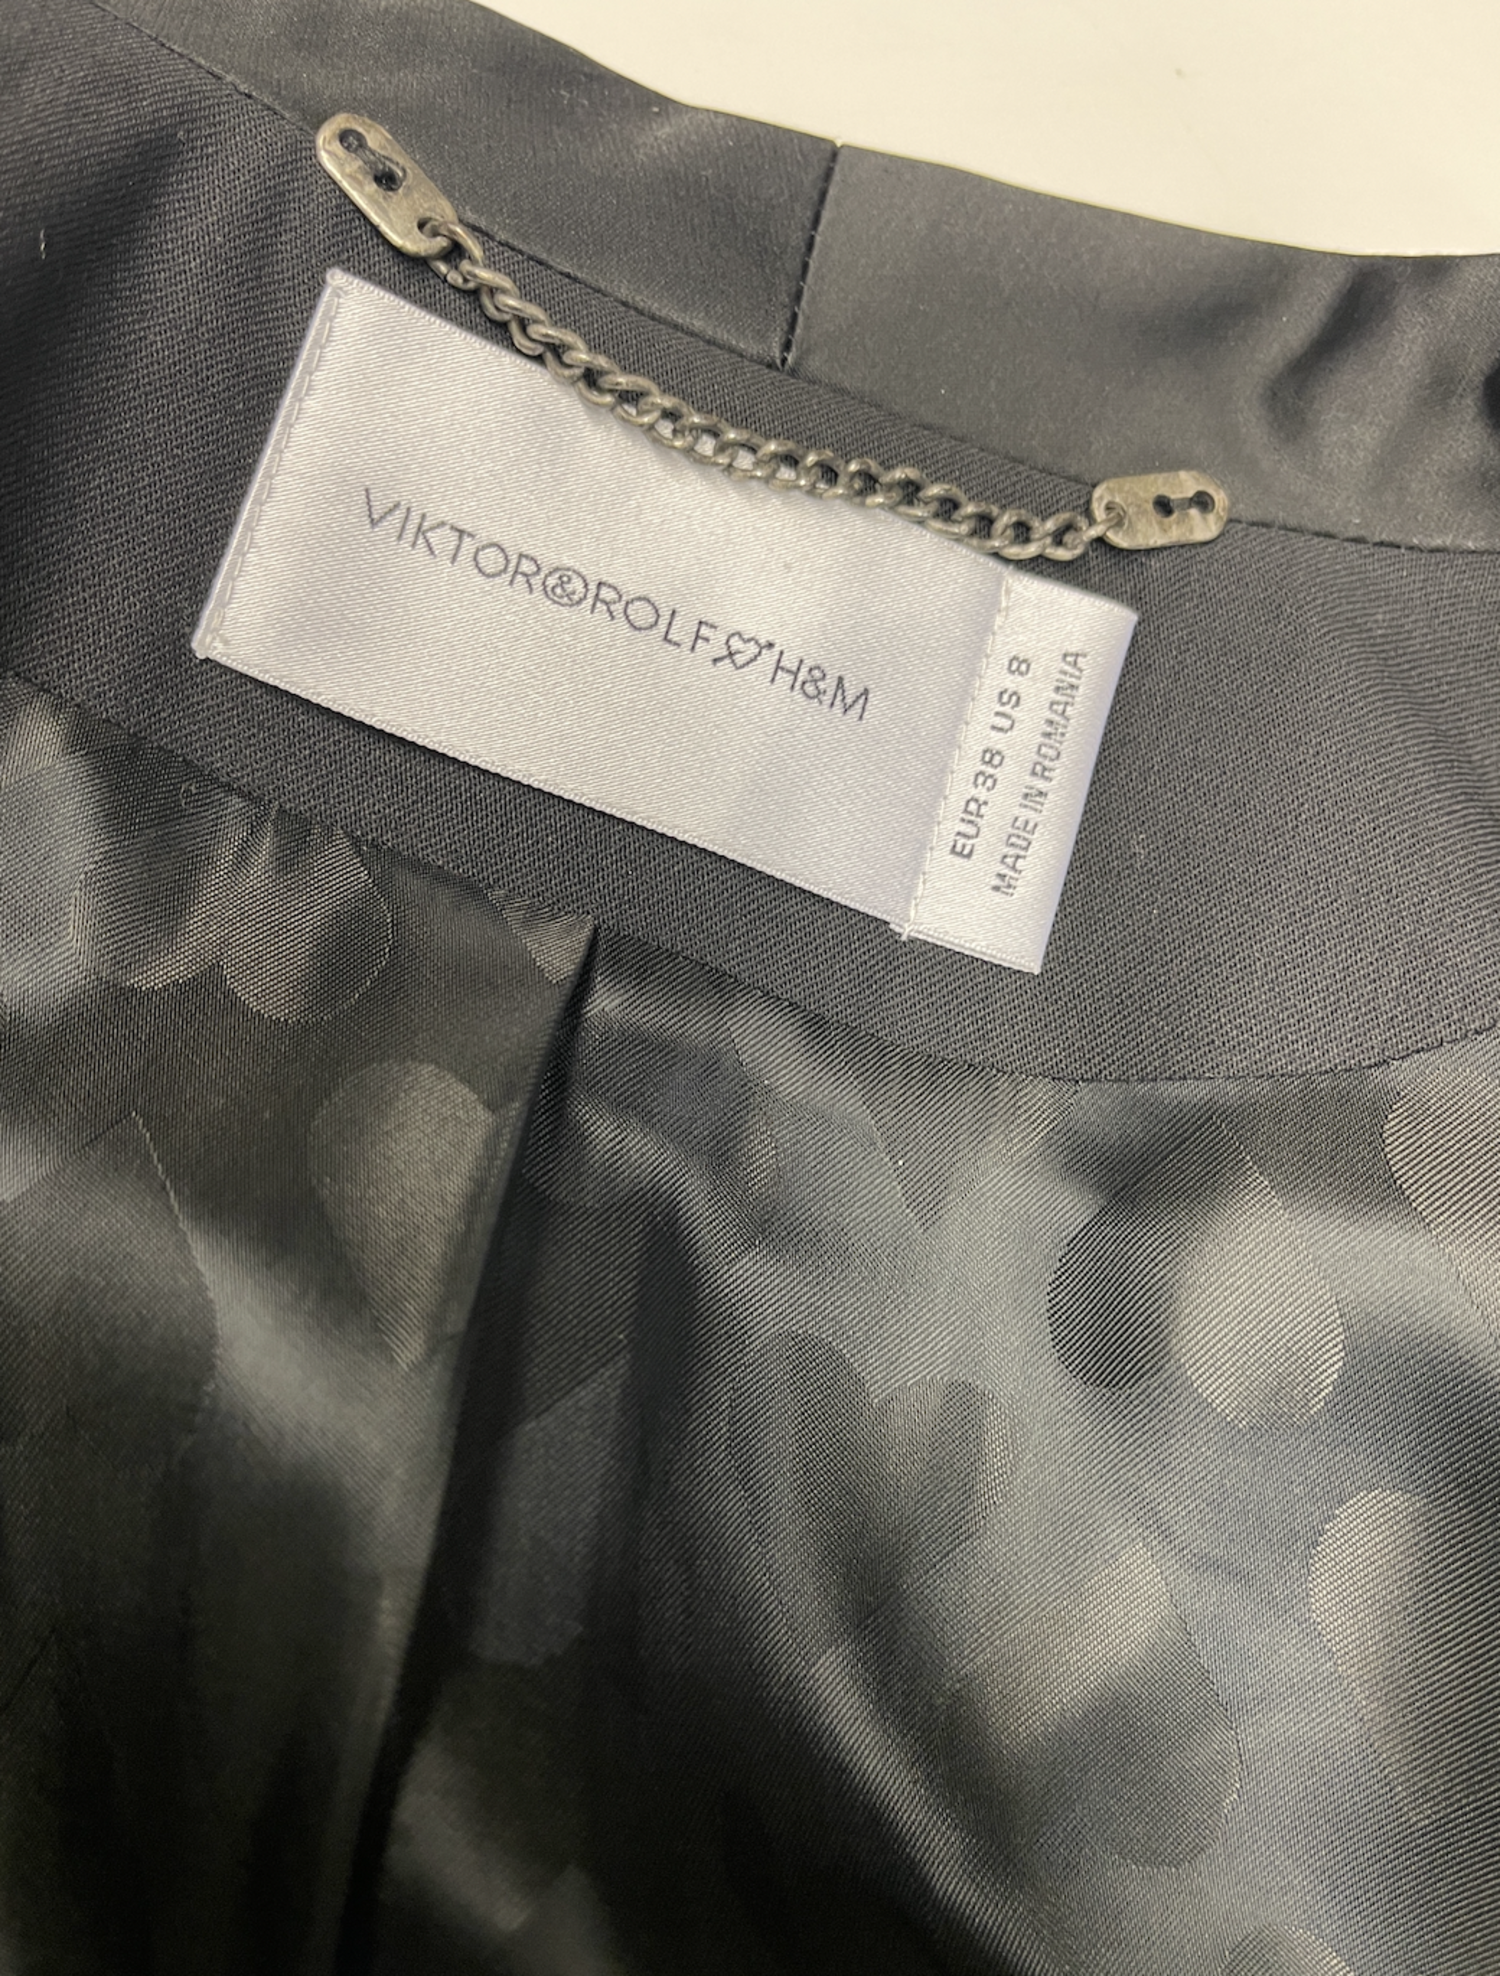 VIKTOR&ROLF♡H&M
EUR 38 US 8
MADE IN ROMANIA